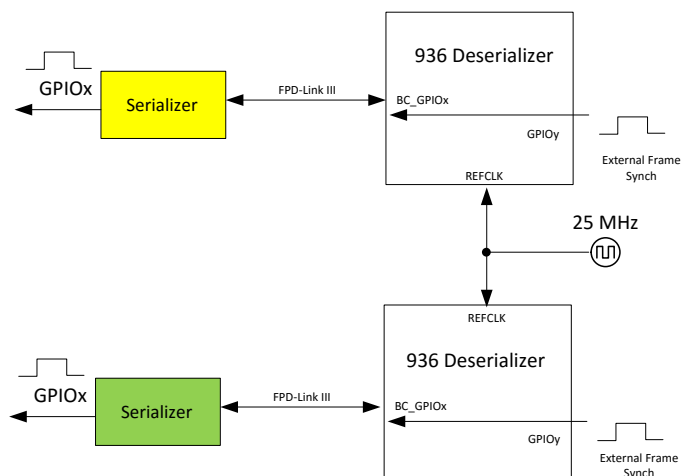 936 Deserializer
GPIOx
Serializer
FPD-Link III
BC_GPIOx
GPIOy
External Frame
Synch
REFCLK
25 MHz
REFCLK
936 Deserializer
GPIOx
Serializer
FPD-Link III
BC_GPIOx
GPIOy
External Frame
Synch